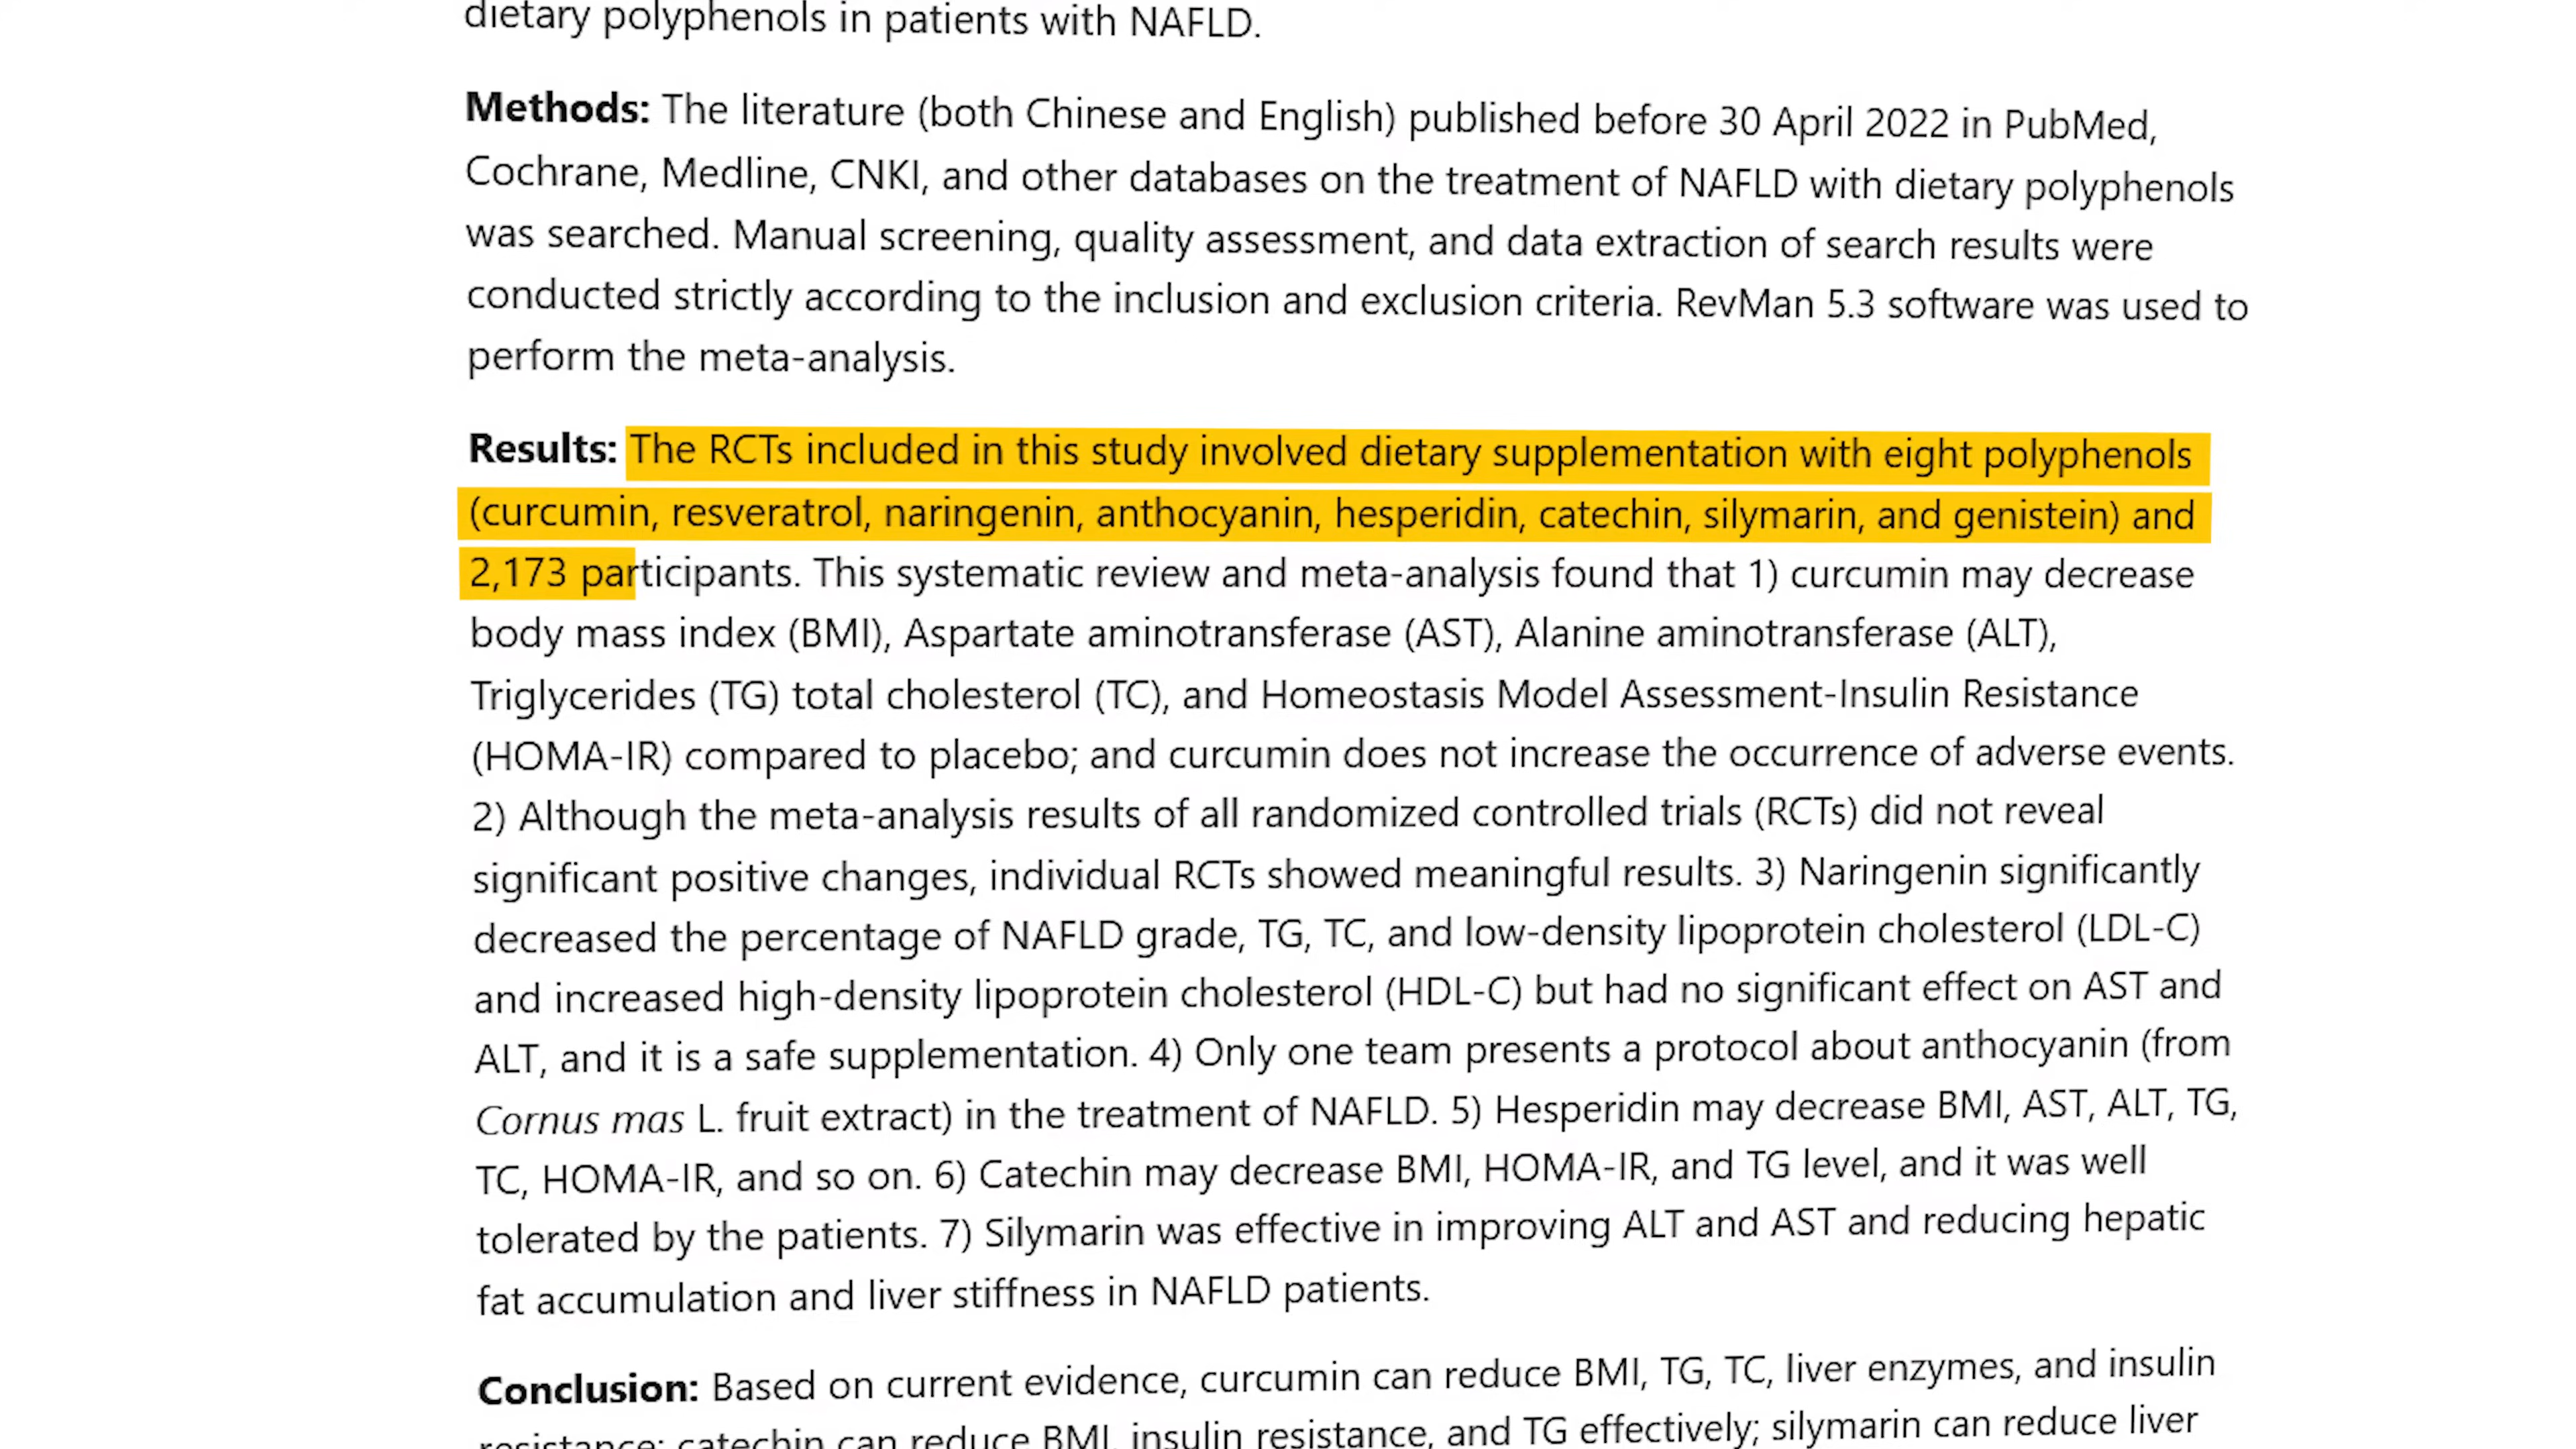 dietary polyphenols in patients with NAFLD.
Methods: The literature (both Chinese and English) published before 30 April 2022 in PubMed,
Cochrane, Medline, CNKI, and other databases on the treatment of NAFLD with dietary polyphenols
was searched. Manual screening, quality assessment, and data extraction of search results were
conducted strictly according to the inclusion and exclusion criteria. RevMan 5.3 software was used to
perform the meta-analysis.
Results: The RCTs included in this study involved dietary supplementation with eight polyphenols
(curcumin, resveratrol, naringenin, anthocyanin, hesperidin, catechin, silymarin, and genistein) and
2,173 participants. This systematic review and meta-analysis found that 1) curcumin may decrease
body mass index (BMI), Aspartate aminotransferase (AST), Alanine aminotransferase (ALT),
Triglycerides (TG) total cholesterol (TC), and Homeostasis Model Assessment-Insulin Resistance
(HOMA-IR) compared to placebo; and curcumin does not increase the occurrence of adverse events.
2) Although the meta-analysis results of all randomized controlled trials (RCTs) did not reveal
significant positive changes, individual RCTs showed meaningful results. 3) Naringenin significantly
decreased the percentage of NAFLD grade, TG, TC, and low-density lipoprotein cholesterol (LDL-C)
and increased high-density lipoprotein cholesterol (HDL-C) but had no significant effect on AST and
ALT, and it is a safe supplementation. 4) Only one team presents a protocol about anthocyanin (from
Cornus mas L. fruit extract) in the treatment of NAFLD. 5) Hesperidin may decrease BMI, AST, ALT, TG,
TC, HOMA-IR, and so on. 6) Catechin may decrease BMI, HOMA-IR, and TG level, and it was well
tolerated by the patients. 7) Silymarin was effective in improving ALT and AST and reducing hepatic
fat accumulation and liver stiffness in NAFLD patients.
Conclusion: Based on current evidence, curcumin can reduce BMI, TG, TC, liver enzymes, and insulin
resistance; catechin can reduce BMI, insulin resistance, and TG effectively; silymarin can reduce liver